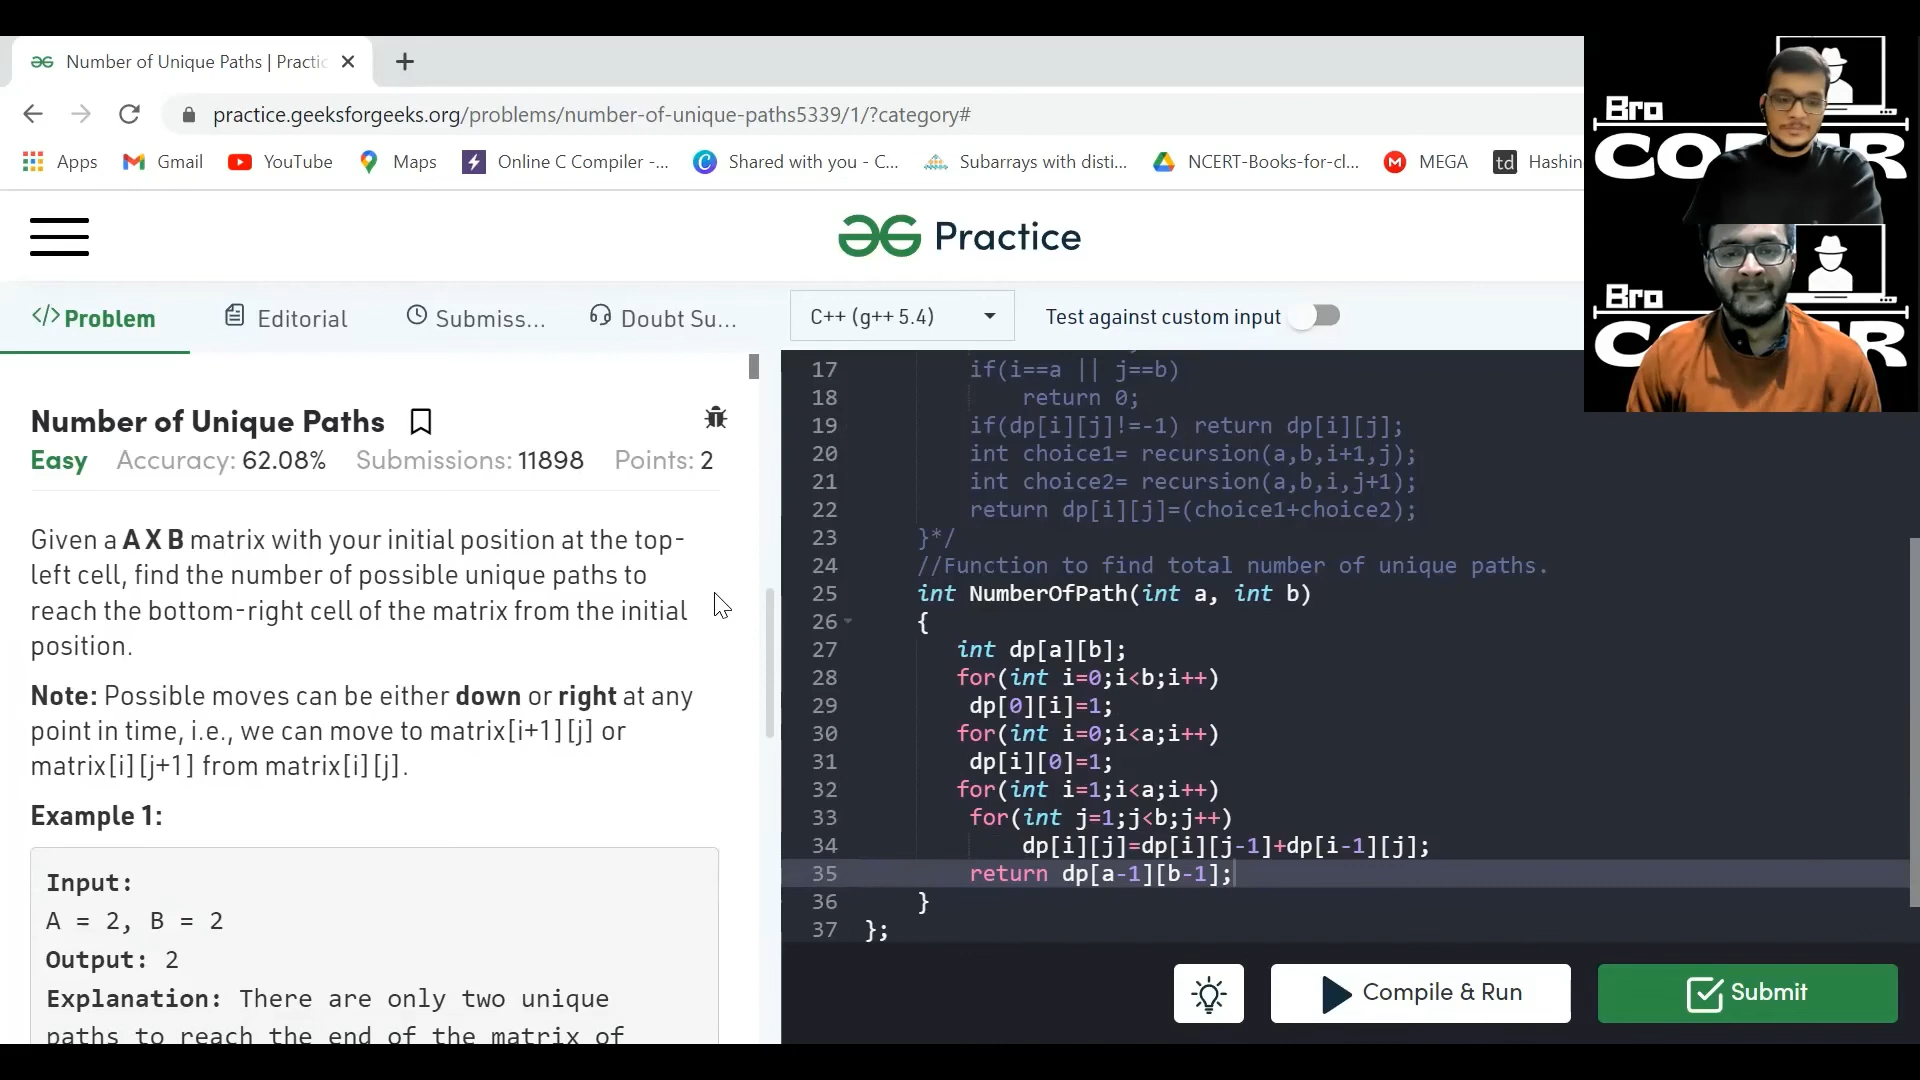 Number of Unique Paths | Practic
practice.geeksforgeeks.org/problems/number-of-unique-paths5339/1/?category#
Apps
Gmail
YouTube
Maps
Online C Compiler -...
Shared with you - C...
Subarrays with disti...
NCERT-Books-for-cl...
MEGA
td
Hashin
Bro
Bro
Practice
</>Problem
Editorial
Submiss...
Doubt Su...
C++ (g++ 5.4)
Test against custom input
Number of Unique Paths
Easy Accuracy: 62.08% Submissions: 11898 Points: 2
Given a A X B matrix with your initial position at the top-
left cell, find the number of possible unique paths to
reach the bottom-right cell of the matrix from the initial
position.
Note: Possible moves can be either down or right at any
point in time, i.e., we can move to matrix[i+1][j] or
matrix[i][j+1] from matrix[i][j].
Example 1:
Input:
A = 2, B = 2
Output: 2
Explanation: There are only two unique
paths to reach the end of the matrix of
17 if(i==a || j==b)
18 return 0;
19 if(dp[i][j]!=-1) return dp[i][j];
20 int choice1= recursion(a,b,i+1,j);
21 int choice2= recursion(a,b,i,j+1);
22 return dp[i][j]=(choice1+choice2);
23 }*/
24 //Function to find total number of unique paths.
25 int NumberOfPath(int a, int b)
26 {
27 int dp[a][b];
28 for(int i=0;i<b;i++)
29 dp[0][i]=1;
30 for(int i=0;i<a;i++)
31 dp[i][0]=1;
32 for(int i=1;i<a;i++)
33 for(int j=1;j<b;j++)
34 dp[i][j]=dp[i][j-1]+dp[i-1][j];
35 return dp[a-1][b-1];
36 }
37 };
Compile & Run
Submit